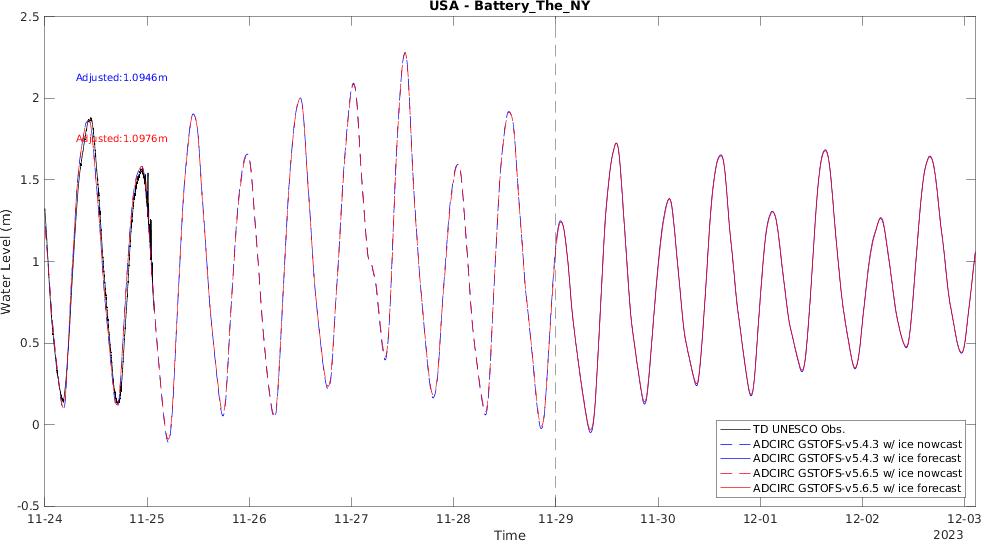 USA - Battery_The_NY
2.5
Adjusted:1.0946m
2
Adjusted:1.0976m
1.5
Water Level (m)
1
0.5
0
-0.5
TD UNESCO Obs.
ADCIRC GSTOFS-v5.4.3 w/ ice nowcast
ADCIRC GSTOFS-v5.4.3 w/ ice forecast
ADCIRC GSTOFS-v5.6.5 w/ ice nowcast
ADCIRC GSTOFS-v5.6.5 w/ ice forecast
11-24 11-25 11-26 11-27 11-28 11-29 11-30 12-01 12-02 12-03
Time
2023